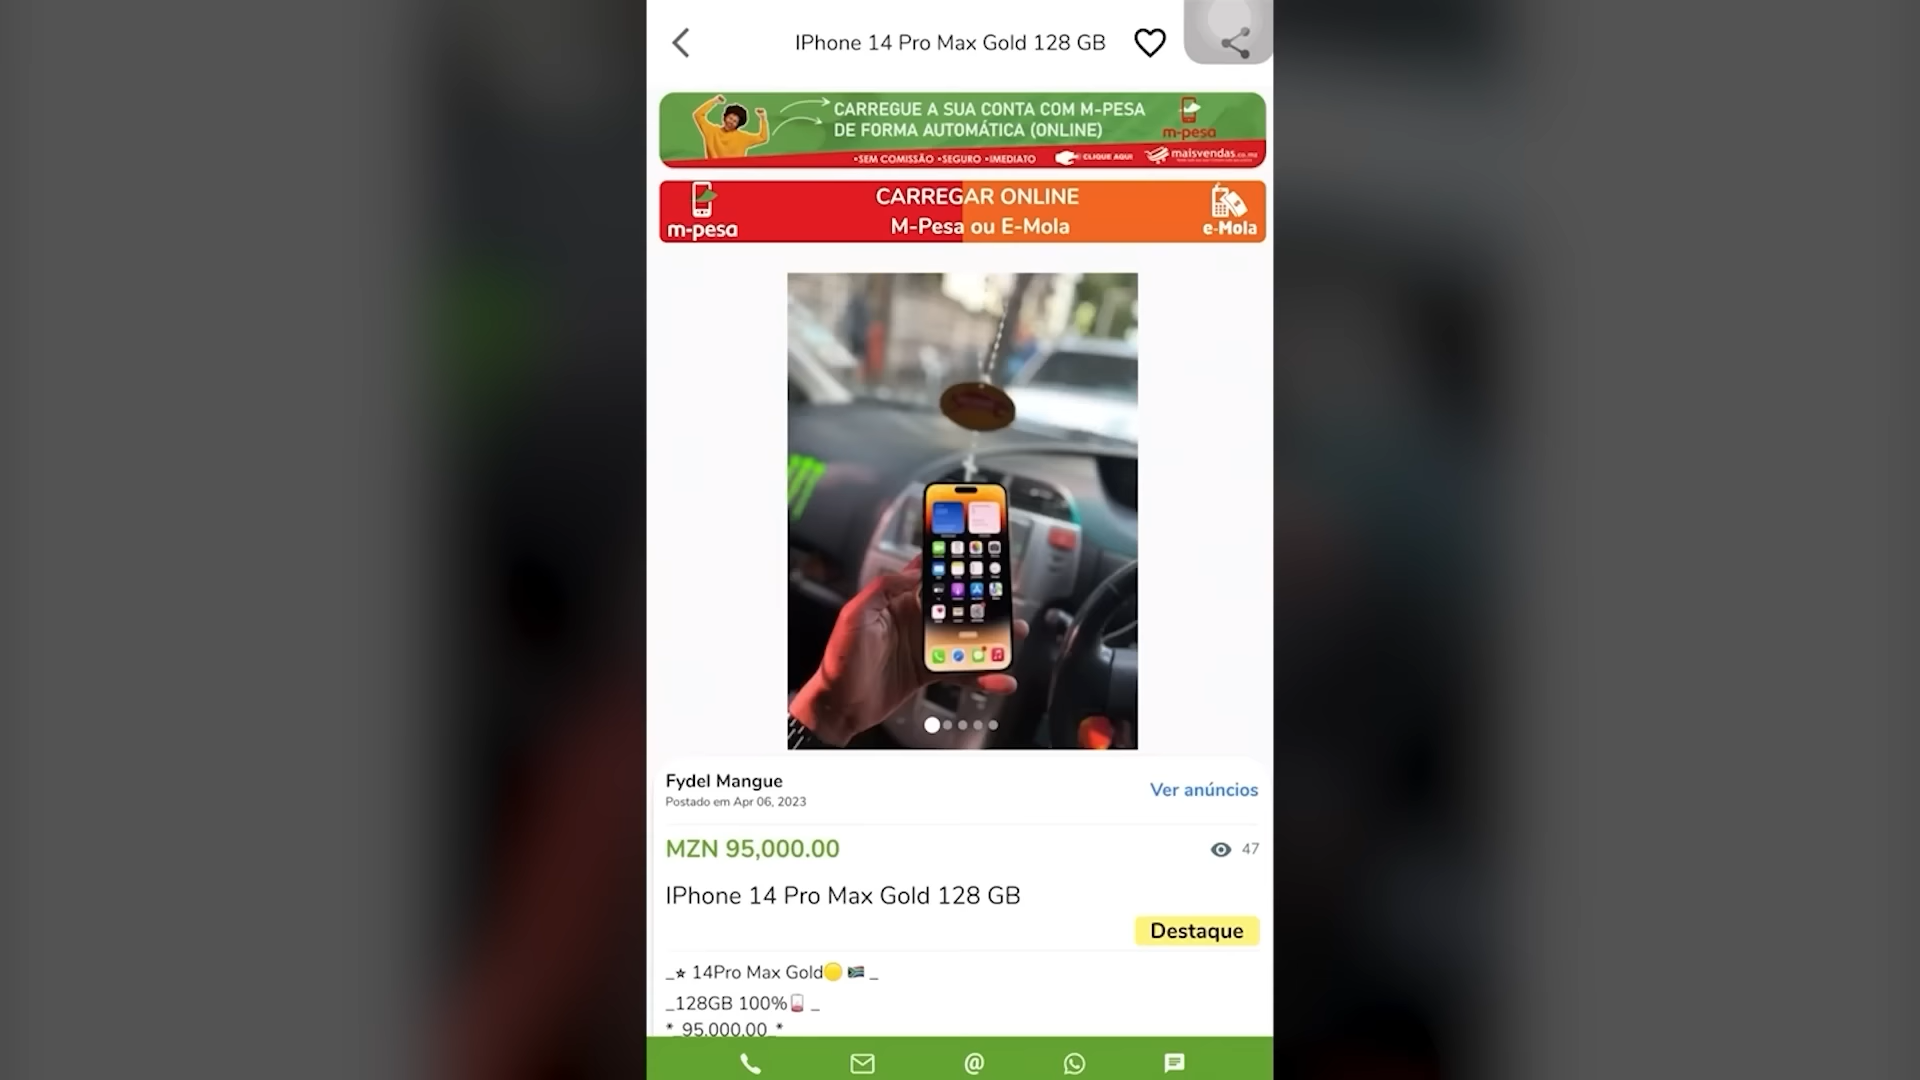 IPhone 14 Pro Max Gold 128 GB
CARREGUE A SUA CONTA COM M-PESA
DE FORMA AUTOMÁTICA (ONLINE)
m-pesa
•SEM COMISSÃO •SEGURO •IMEDIATO
CLIQUE AQUI
maisvendas.co.mz
CARREGAR ONLINE
M-Pesa ou E-Mola
m-pesa
e-Mola
Fydel Mangue
Postado em Apr 06, 2023
Ver anúncios
MZN 95,000.00
47
IPhone 14 Pro Max Gold 128 GB
Destaque
_⭐ 14Pro Max Gold🟡🇿🇦_
_128GB 100%🪫_
*_95.000.00_*